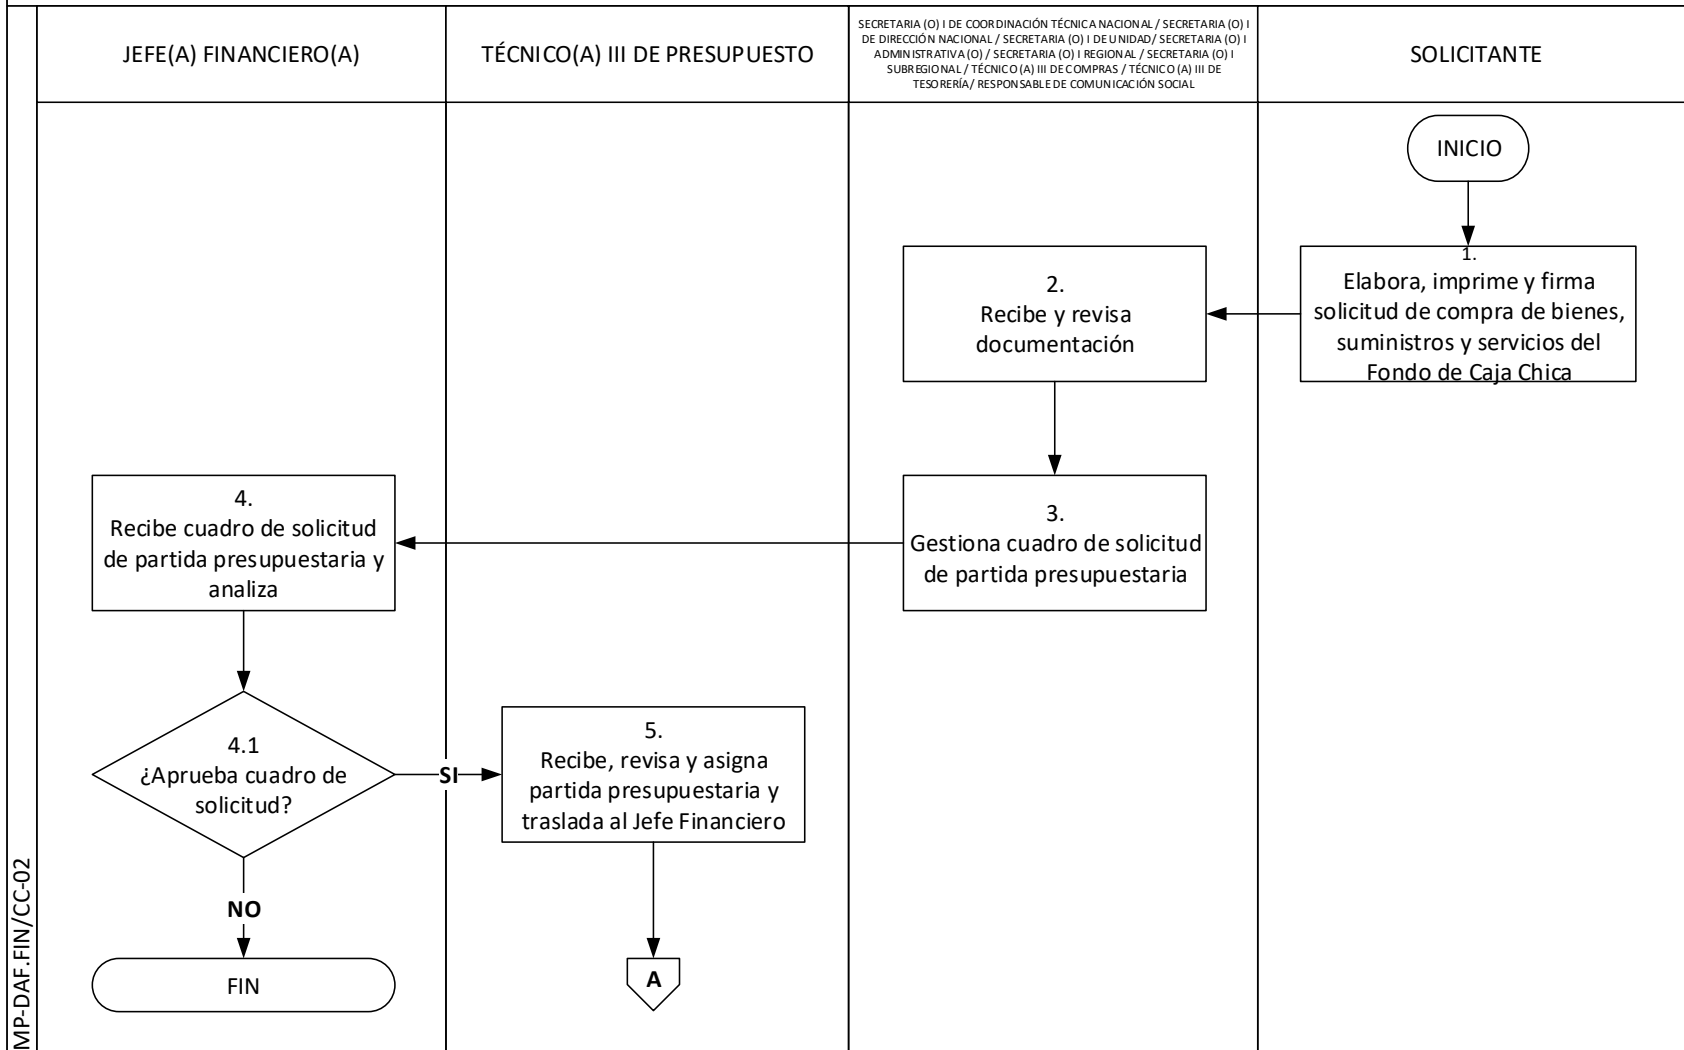 JEFE(A) FINANCIERO(A)
TÉCNICO(A) III DE PRESUPUESTO
SECRETARIA (O) I DE COORDINACIÓN TÉCNICA NACIONAL / SECRETARIA (O) I
DE DIRECCIÓN NACIONAL / SECRETARIA (O) I DE UNIDAD/ SECRETARIA (O) I
ADMINISTRATIVA (O) / SECRETARIA (O) I REGIONAL / SECRETARIA (O) I
SUBREGIONAL / TÉCNICO (A) III DE COMPRAS / TÉCNICO (A) III DE
TESORERÍA/ RESPONSABLE DE COMUNICACIÓN SOCIAL
SOLICITANTE
INICIO
1.
Elabora, imprime y firma
solicitud de compra de bienes,
suministros y servicios del
Fondo de Caja Chica
2.
Recibe y revisa
documentación
3.
Gestiona cuadro de solicitud
de partida presupuestaria
4.
Recibe cuadro de solicitud
de partida presupuestaria y
analiza
4.1
¿Aprueba cuadro de
solicitud?
SI
5.
Recibe, revisa y asigna
partida presupuestaria y
traslada al Jefe Financiero
NO
FIN
A
MP-DAF.FIN/CC-02